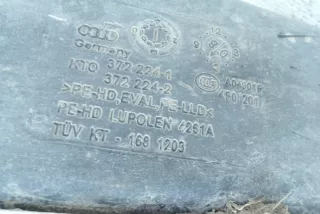 Germany
KTO 372 224-1
372 224-2
>PE-HD,EVAL,PE-LLD<
PE-HD LUPOLEN 4261A
TÜV KT - 168 1203